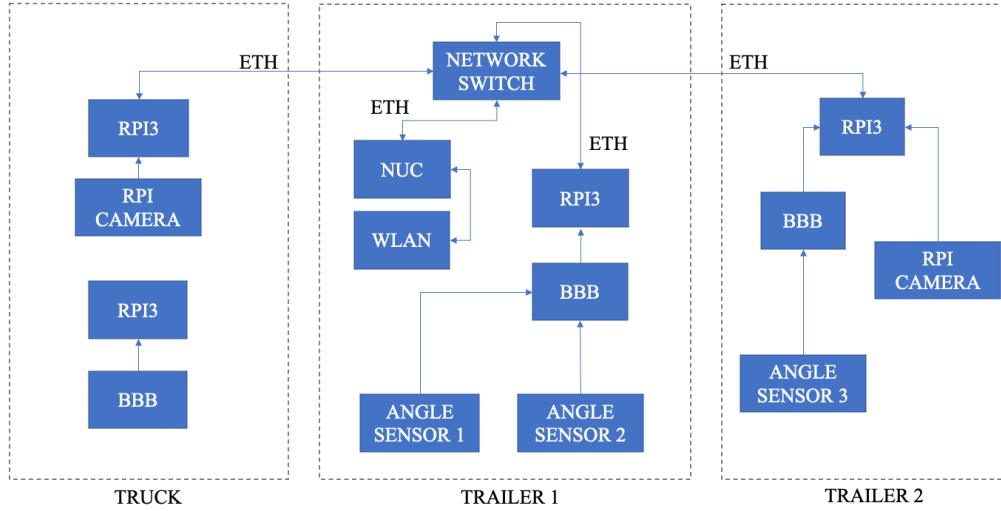 ETH
RPI3
RPI
CAMERA
RPI3
BBB
TRUCK
NETWORK
SWITCH
ETH
NUC
WLAN
ETH
RPI3
BBB
ANGLE
SENSOR 1
ANGLE
SENSOR 2
TRAILER 1
ETH
RPI3
BBB
RPI
CAMERA
ANGLE
SENSOR 3
TRAILER 2